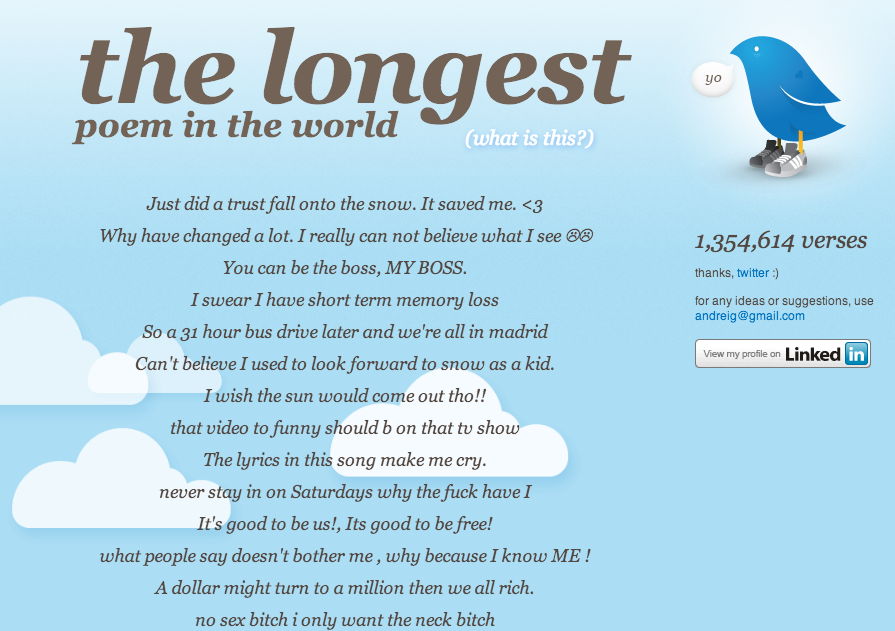 the longest
poem in the world
(what is this?)
yo
Just did a trust fall onto the snow. It saved me. <3
Why have changed a lot. I really can not believe what I see ☹☹
You can be the boss, MY BOSS.
I swear I have short term memory loss
So a 31 hour bus drive later and we're all in madrid
Can't believe I used to look forward to snow as a kid.
I wish the sun would come out tho!!
that video to funny should b on that tv show
The lyrics in this song make me cry.
never stay in on Saturdays why the fuck have I
It's good to be us!, Its good to be free!
what people say doesn't bother me , why because I know ME !
A dollar might turn to a million then we all rich.
no sex bitch i only want the neck bitch
1,354,614 verses
thanks, twitter :)
for any ideas or suggestions, use
andreig@gmail.com
View my profile on Linked in